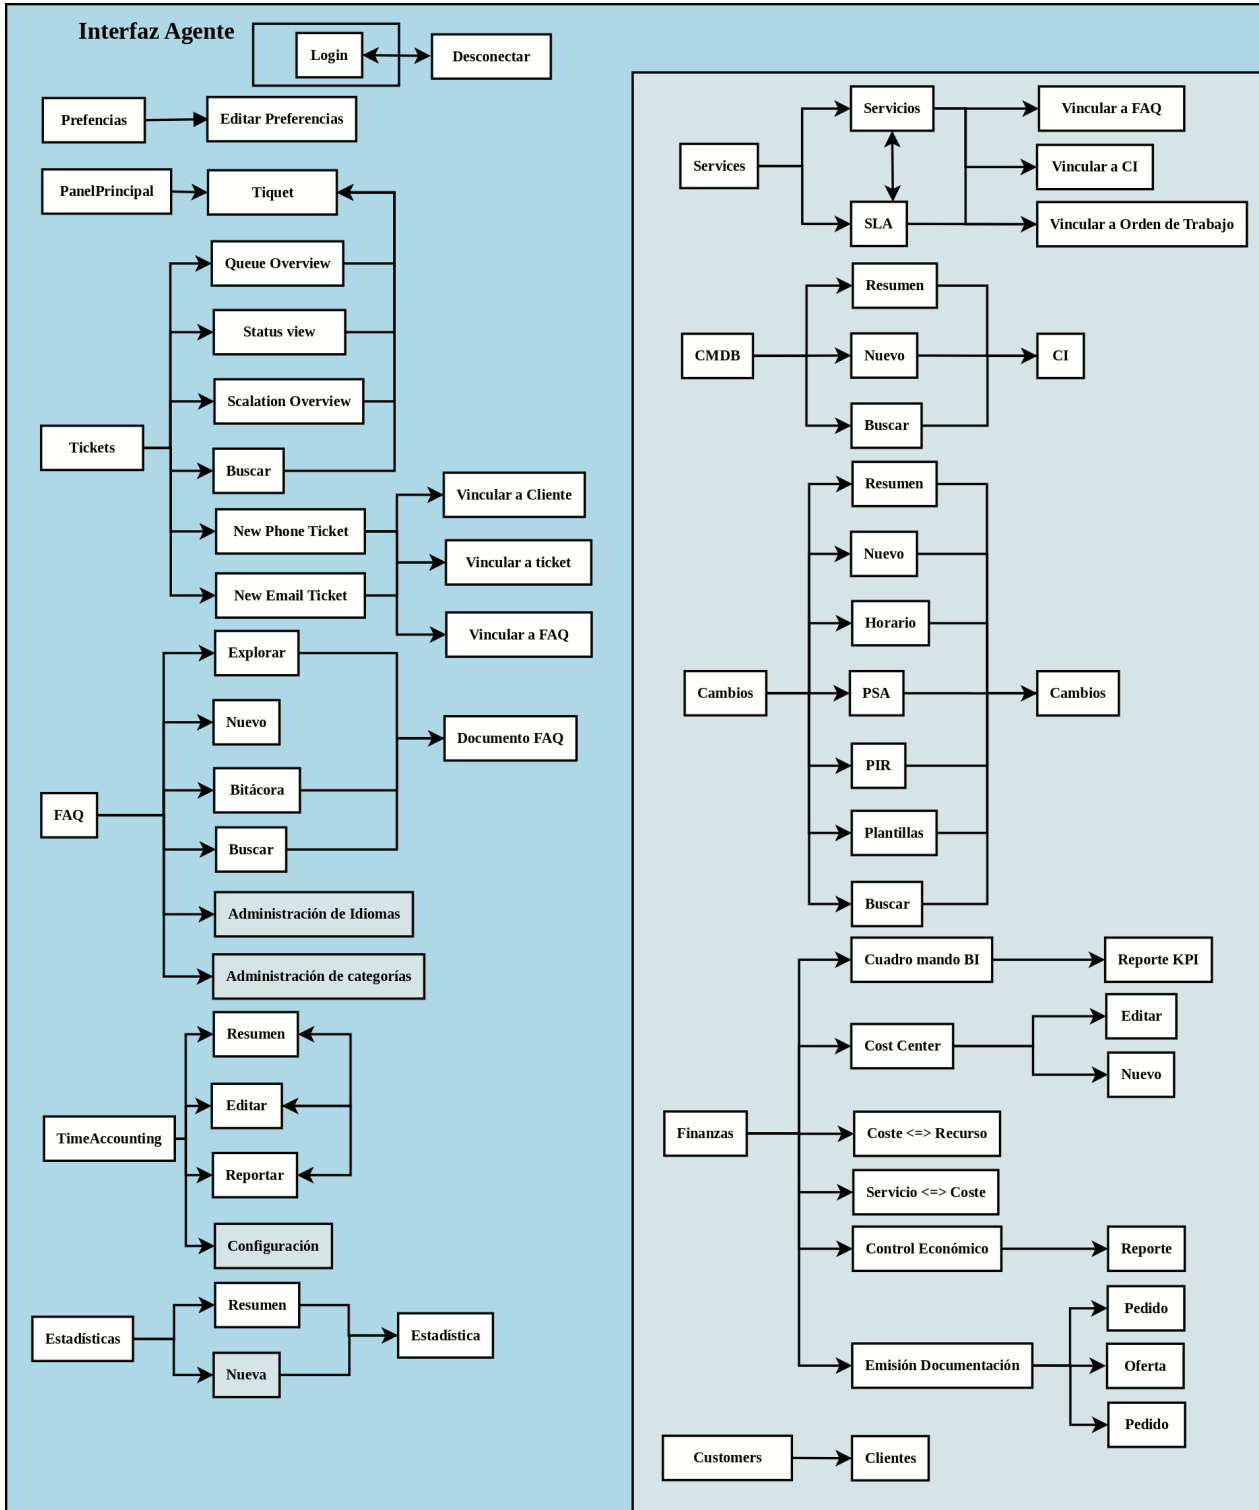 Interfaz Agente
Login
Desconectar
Prefencias
Editar Preferencias
PanelPrincipal
Tiquet
Queue Overview
Status view
Scalation Overview
Tickets
Buscar
New Phone Ticket
New Email Ticket
Vincular a Cliente
Vincular a ticket
Vincular a FAQ
Explorar
Nuevo
Documento FAQ
Bitácora
FAQ
Buscar
Administración de Idiomas
Administración de categorías
Resumen
Editar
TimeAccounting
Reportar
Configuración
Resumen
Estadísticas
Estadística
Nueva
Servicios
Vincular a FAQ
Services
Vincular a CI
SLA
Vincular a Orden de Trabajo
Resumen
CMDB
Nuevo
CI
Buscar
Resumen
Nuevo
Horario
Cambios
PSA
Cambios
PIR
Plantillas
Buscar
Cuadro mando BI
Reporte KPI
Editar
Cost Center
Nuevo
Finanzas
Coste <=> Recurso
Servicio <=> Coste
Control Económico
Reporte
Pedido
Emisión Documentación
Oferta
Pedido
Customers
Clientes